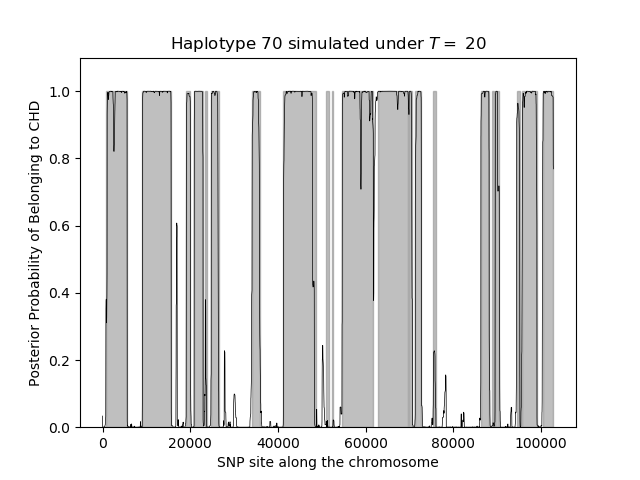 Haplotype 70 simulated under T = 20
Posterior Probability of Belonging to CHD
1.0
0.8
0.6
0.4
0.2
0.0
0 20000 40000 60000 80000 100000
SNP site along the chromosome